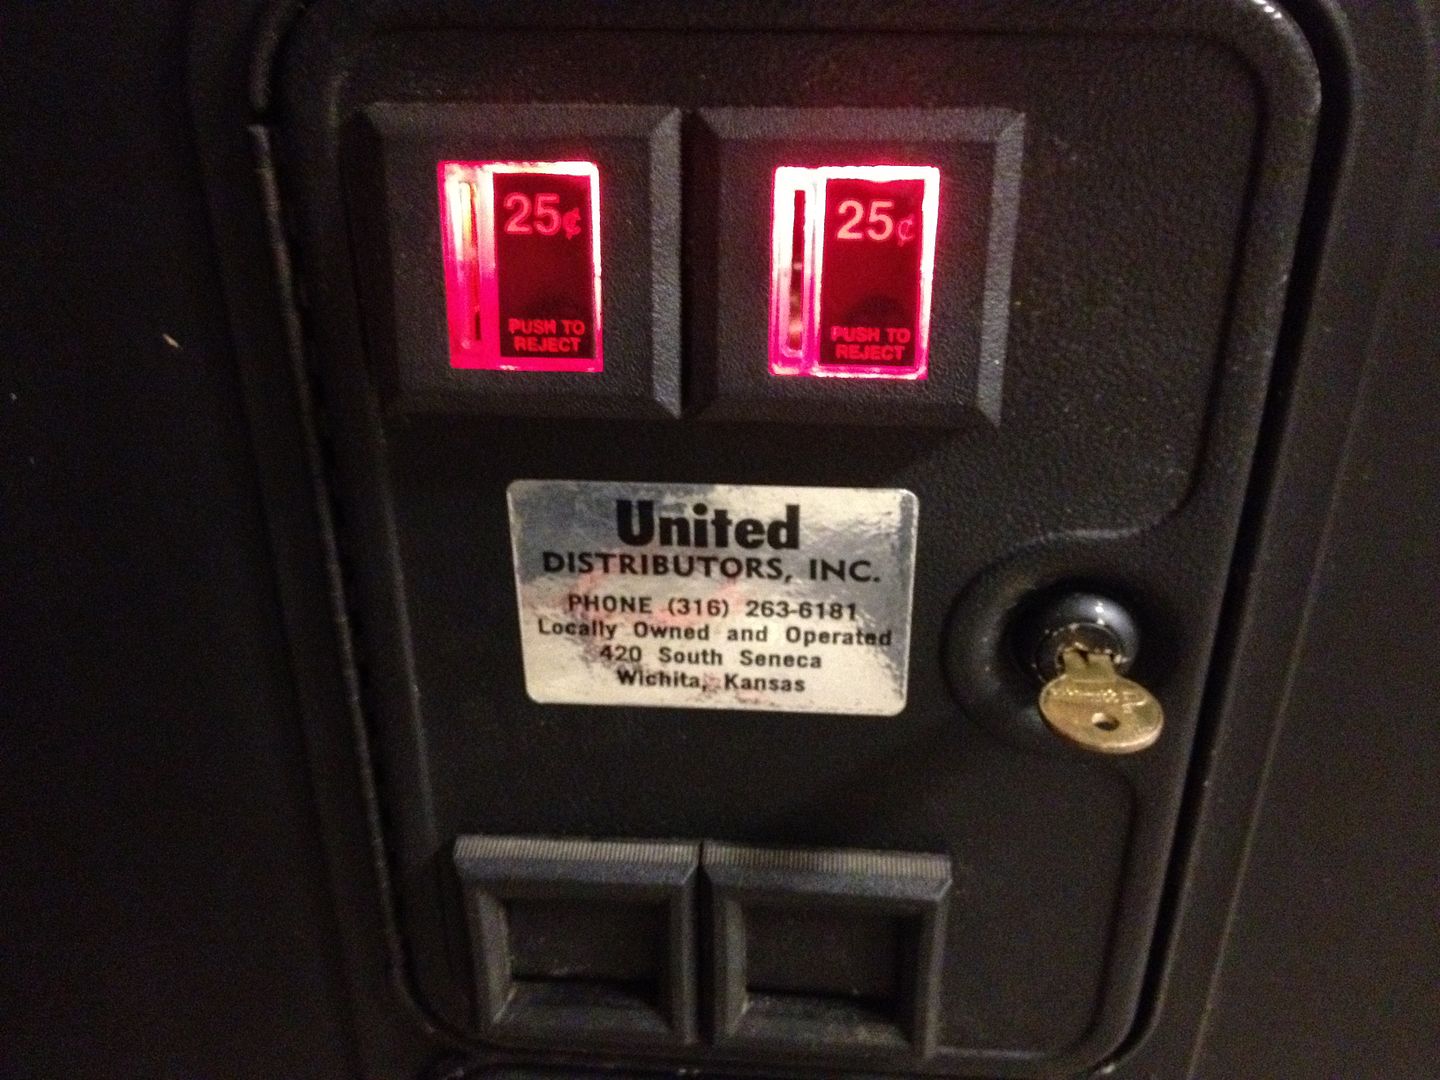 25¢
PUSH TO
REJECT
25¢
PUSH TO
REJECT
United
DISTRIBUTORS, INC.
PHONE (316) 263-6181
Locally Owned and Operated
420 South Seneca
Wichita, Kansas